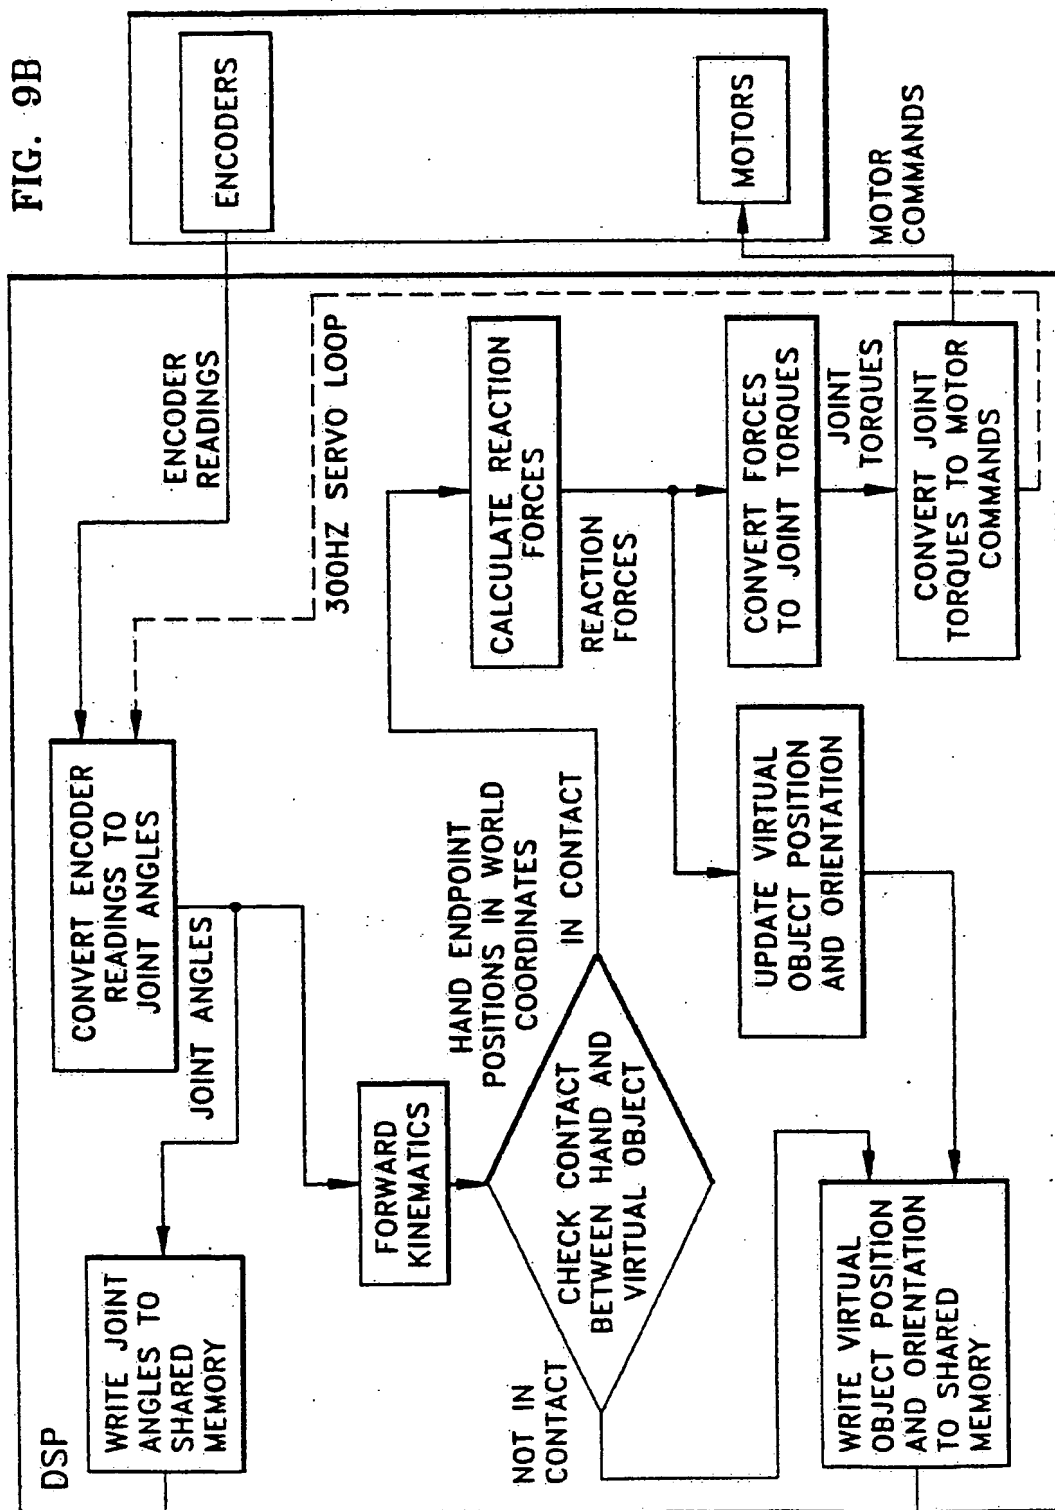 FIG. 9B
DSP
WRITE JOINT
ANGLES TO
SHARED
MEMORY
JOINT ANGLES
CONVERT ENCODER
READINGS TO
JOINT ANGLES
ENCODER
READINGS
ENCODERS
300HZ SERVO LOOP
FORWARD
KINEMATICS
HAND ENDPOINT
POSITIONS IN WORLD
COORDINATES
CHECK CONTACT
BETWEEN HAND AND
VIRTUAL OBJECT
NOT IN
CONTACT
IN CONTACT
CALCULATE REACTION
FORCES
REACTION
FORCES
CONVERT FORCES
TO JOINT TORQUES
JOINT
TORQUES
CONVERT JOINT
TORQUES TO MOTOR
COMMANDS
MOTOR
COMMANDS
MOTORS
UPDATE VIRTUAL
OBJECT POSITION
AND ORIENTATION
WRITE VIRTUAL
OBJECT POSITION
AND ORIENTATION
TO SHARED
MEMORY